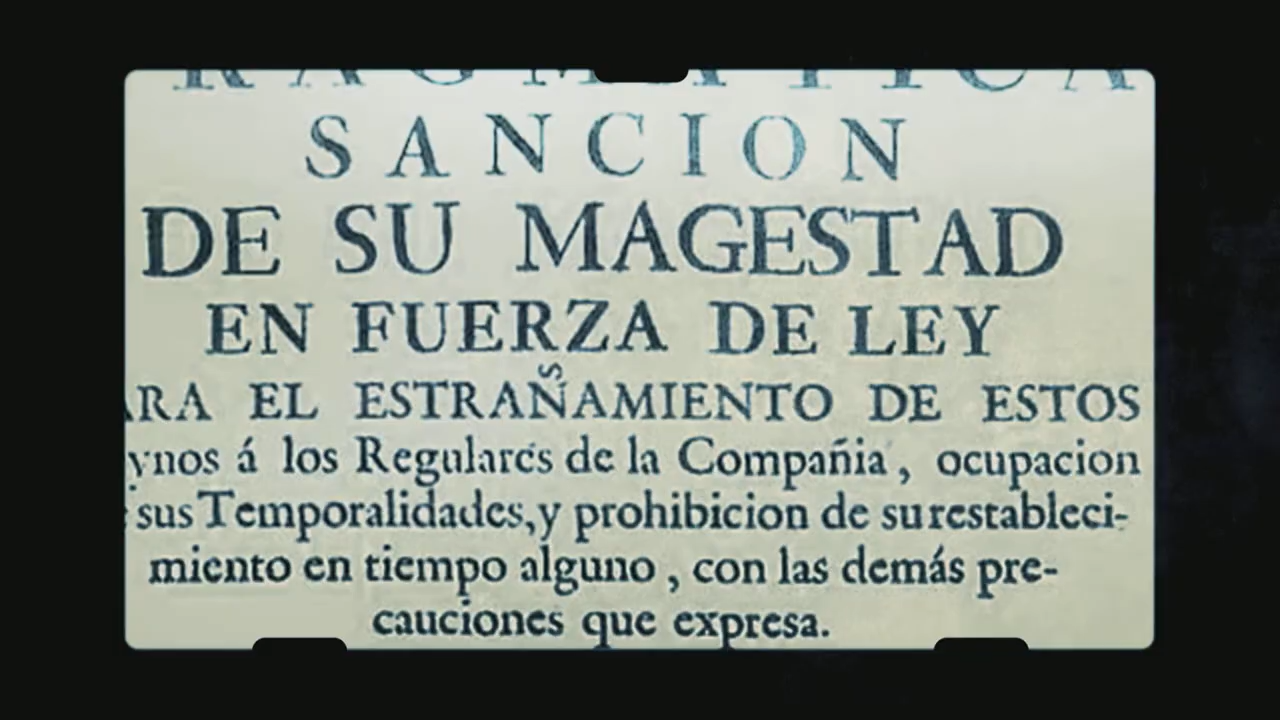 RAGMATICA
SANCION
DE SU MAGESTAD
EN FUERZA DE LEY
ARA EL ESTRAÑAMIENTO DE ESTOS
ynos á los Regulares de la Compañia, ocupacion
sus Temporalidades, y prohibicion de su restableci-
miento en tiempo alguno, con las demás pre-
cauciones que expresa.